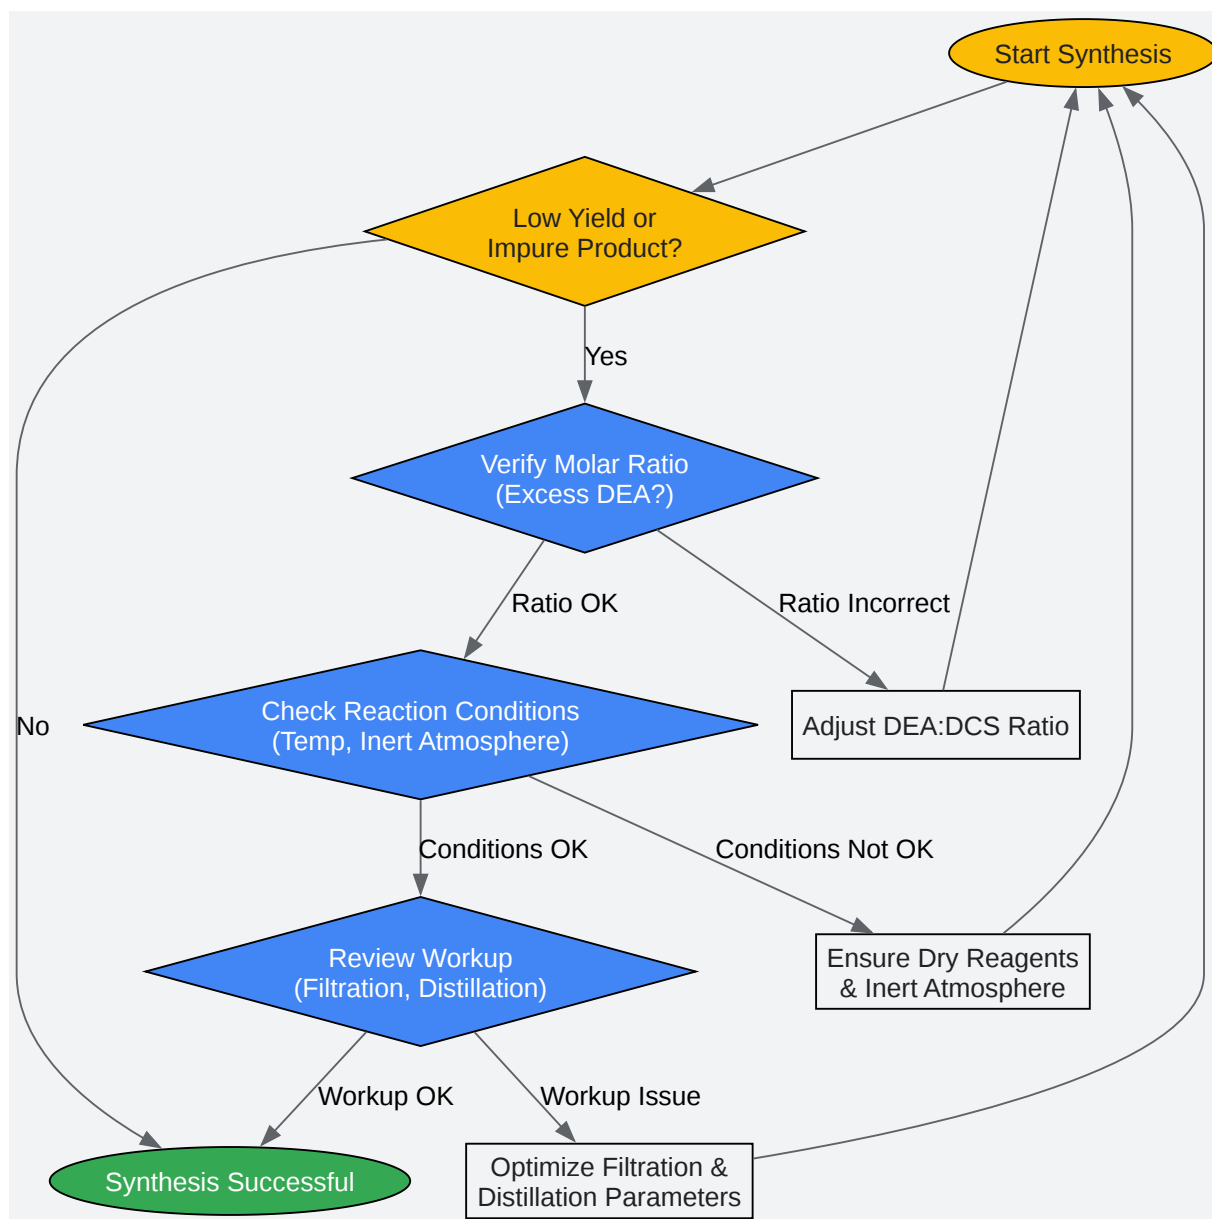 Start Synthesis
Low Yield or
Impure Product?
Yes
Verify Molar Ratio
(Excess DEA?)
Ratio OK
Ratio Incorrect
Check Reaction Conditions
(Temp, Inert Atmosphere)
No
Adjust DEA:DCS Ratio
Conditions OK
Conditions Not OK
Review Workup
(Filtration, Distillation)
Ensure Dry Reagents
& Inert Atmosphere
Workup OK
Workup Issue
Synthesis Successful
Optimize Filtration &
Distillation Parameters